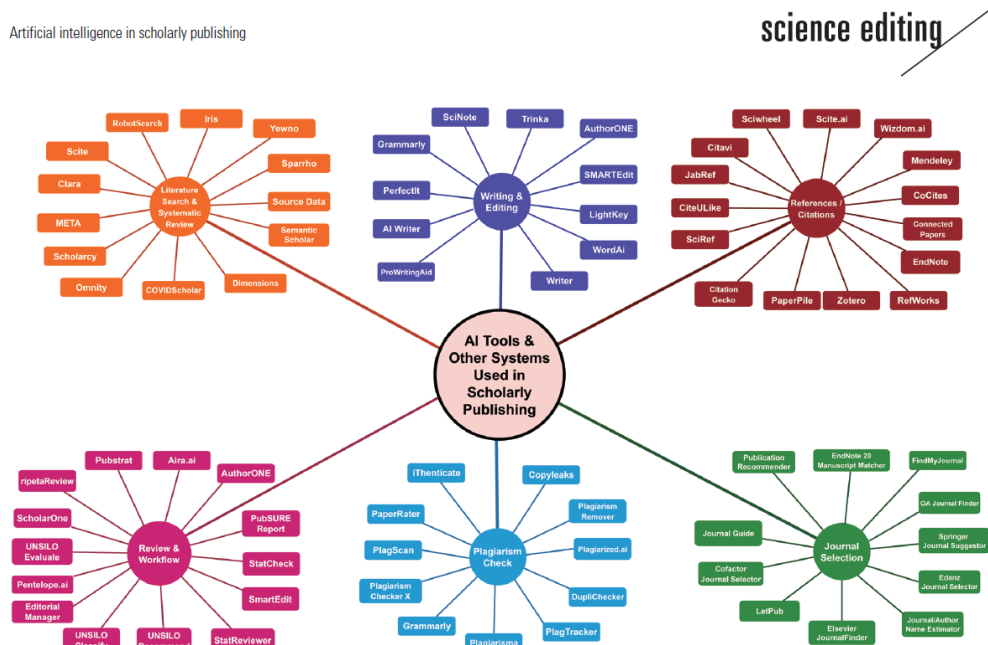 Artificial intelligence in scholarly publishing
science editing
RobotSearch
Iris
Yewno
Scite
Sparrho
Clara
Source Data
META
Semantic
Scholar
Scholarcy
Omnity
COVIDScholar
Dimensions
Literature
Search &
Systematic
Review
SciNote
Trinka
AuthorONE
Grammarly
SMARTEdit
PerfectIt
LightKey
AI Writer
WordAi
ProWritingAid
Writer
Writing &
Editing
Sciwheel
Scite.ai
Wizdom.ai
Citavi
Mendeley
JabRef
CoCites
CiteULike
Connected
Papers
SciRef
EndNote
Citation
Gecko
PaperPile
Zotero
RefWorks
References /
Citations
AI Tools &
Other Systems
Used in
Scholarly
Publishing
Pubstrat
Aira.ai
AuthorONE
ripetaReview
ScholarOne
PubSURE
Report
UNSILO
Evaluate
StatCheck
Pentelope.ai
SmartEdit
Editorial
Manager
UNSILO
UNSILO
StatReviewer
Review &
Workflow
iThenticate
Copyleaks
PaperRater
Plagiarism
Remover
PlagScan
Plagiarized.ai
Plagiarism
Checker X
DupliChecker
Grammarly
PlagTracker
Plagiarisma
Plagiarism
Check
Publication
Recommender
EndNote 20
Manuscript Matcher
FindMyJournal
OA Journal Finder
Journal Guide
Springer
Journal Suggestor
Cofactor
Journal Selector
Edanz
Journal Selector
LetPub
Elsevier
JournalFinder
Journal/Author
Name Estimator
Journal
Selection